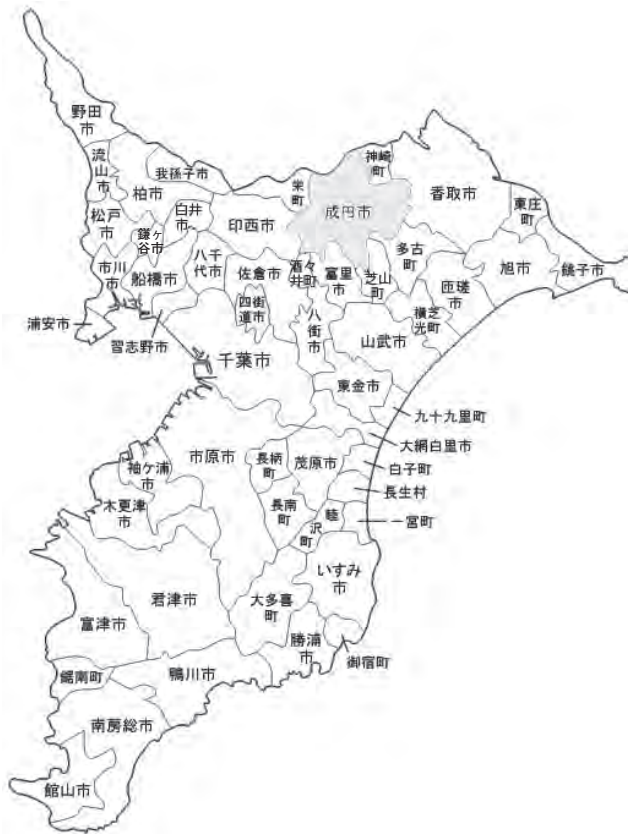 野田
市
流
山
市
我孫子市
柏市
松戸
市
鎌ヶ
谷市
白井
市
印西市
栄
町
成田市
神崎
町
香取市
東庄
町
多古
町
旭市
銚子市
匝瑳
市
市川
市
船橋市
八千
代市
佐倉市
酒々
井町
富里
市
芝山
町
横芝
光町
四街
道市
八
街
市
山武市
浦安市
習志野市
千葉市
東金市
九十九里町
大網白里市
白子町
長生村
一宮町
市原市
長柄
町
茂原市
袖ケ浦
市
木更津
市
長南
町
睦
沢
町
いすみ
市
君津市
大多喜
町
富津市
勝浦
市
御宿町
鴨川市
鋸南町
南房総市
館山市